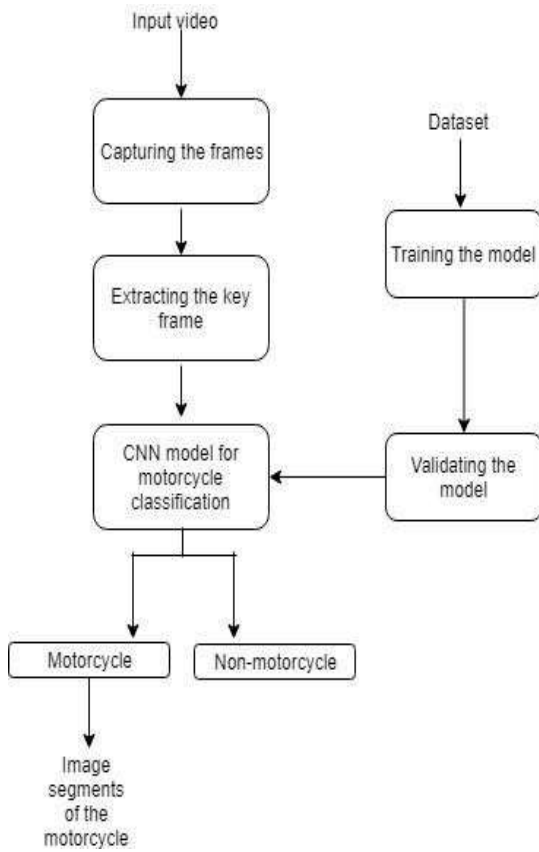 Input video
Capturing the frames
Extracting the key
frame
CNN model for
motorcycle
classification
Dataset
Training the model
Validating the
model
Motorcycle
Non-motorcycle
Image
segments
of the
motorcycle